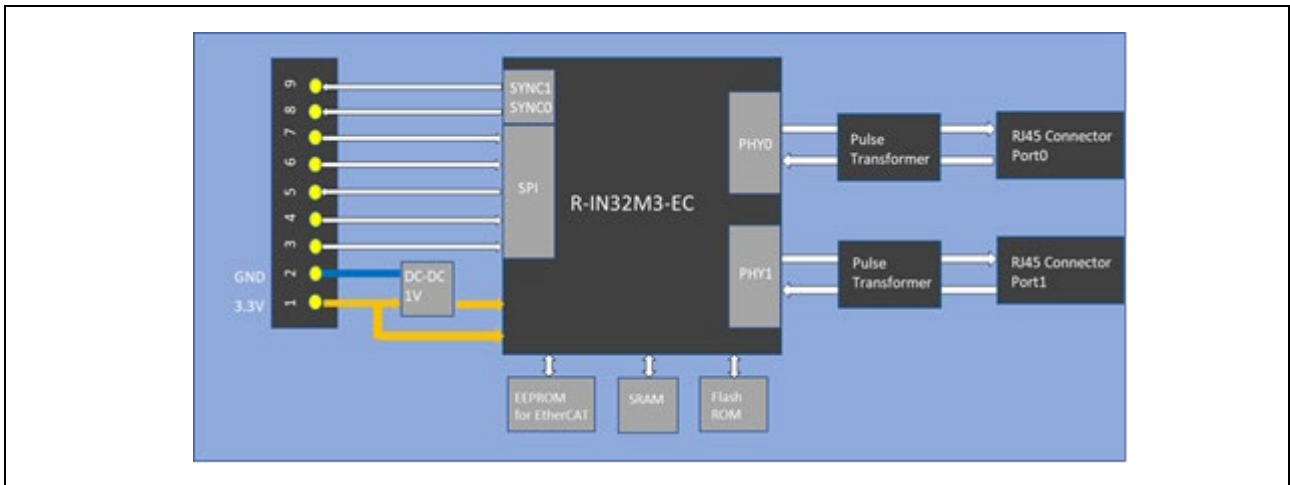 9
8
7
6
5
4
3
2
1
GND
3.3V
DC-DC
1V
SYNC1
SYNC0
SPI
R-IN32M3-EC
PHY0
PHY1
Pulse
Transformer
RJ45 Connector
Port0
Pulse
Transformer
RJ45 Connector
Port1
EEPROM
for EtherCAT
SRAM
Flash
ROM